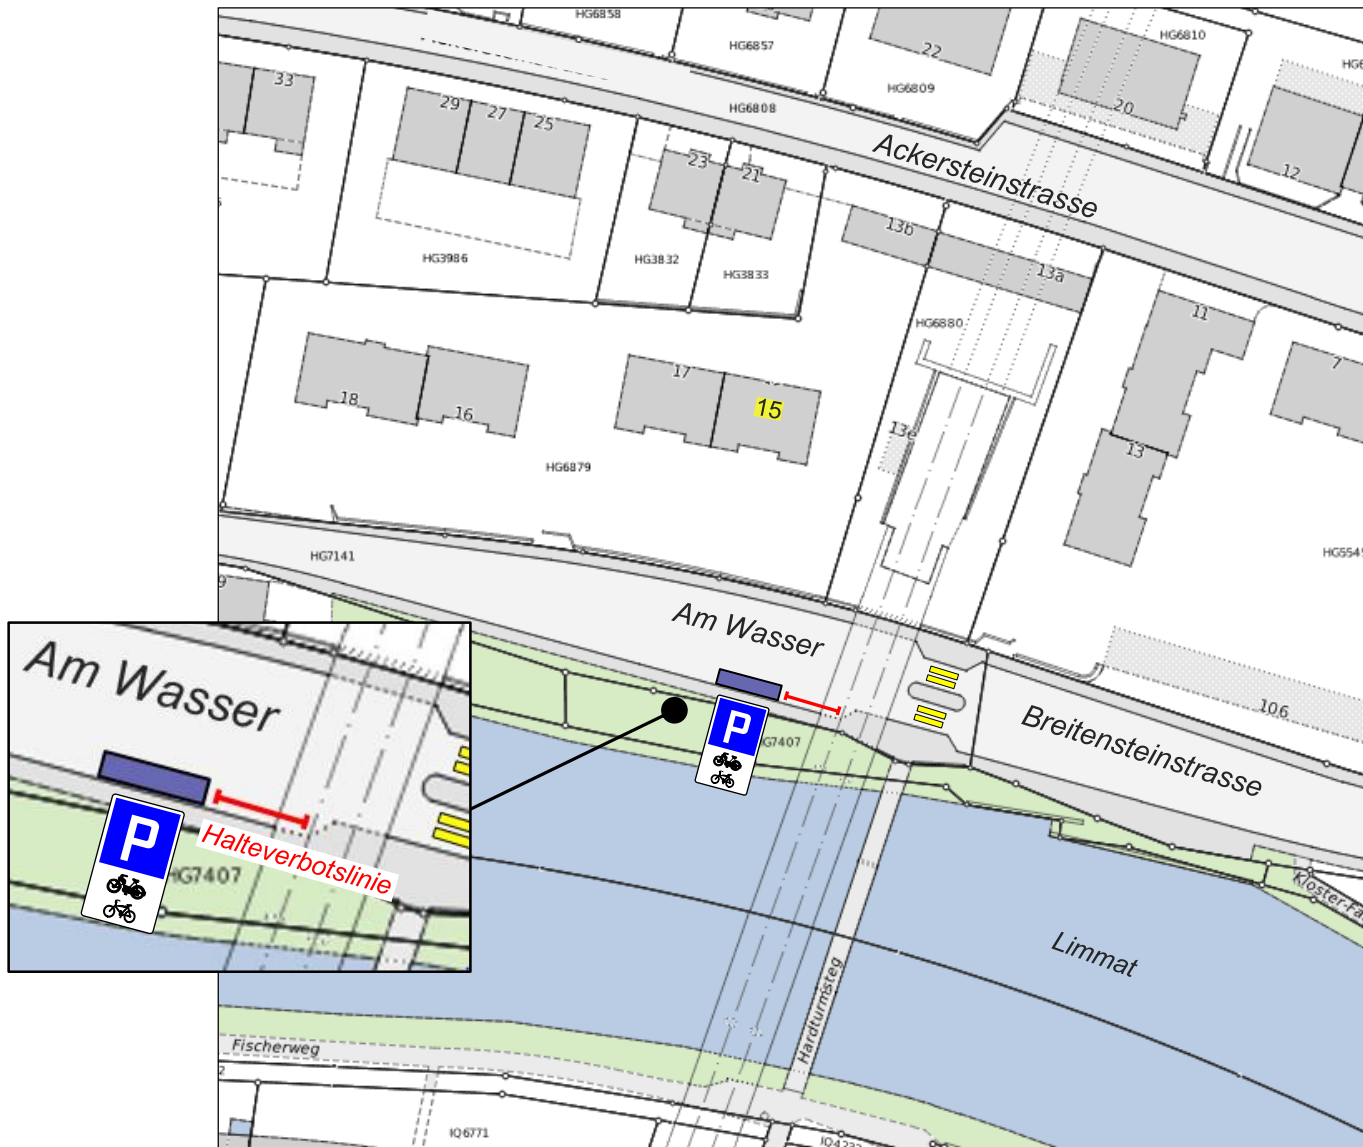 HG6858
HG6857
22
HG6810
HG6809
HG6808
20
33
29
27
25
Ackersteinstrasse
12
23
21
13b
13a
HG3986
HG3832
HG3833
HG6880
11
7
18
16
17
15
13e
13
HG6879
HG7141
HG5545
Am Wasser
106
Breitensteinstrasse
P
HG7407
Am Wasser
P
Halteverbotslinie
HG7407
Limmat
Hardturmsteg
Fischerweg
IQ6771